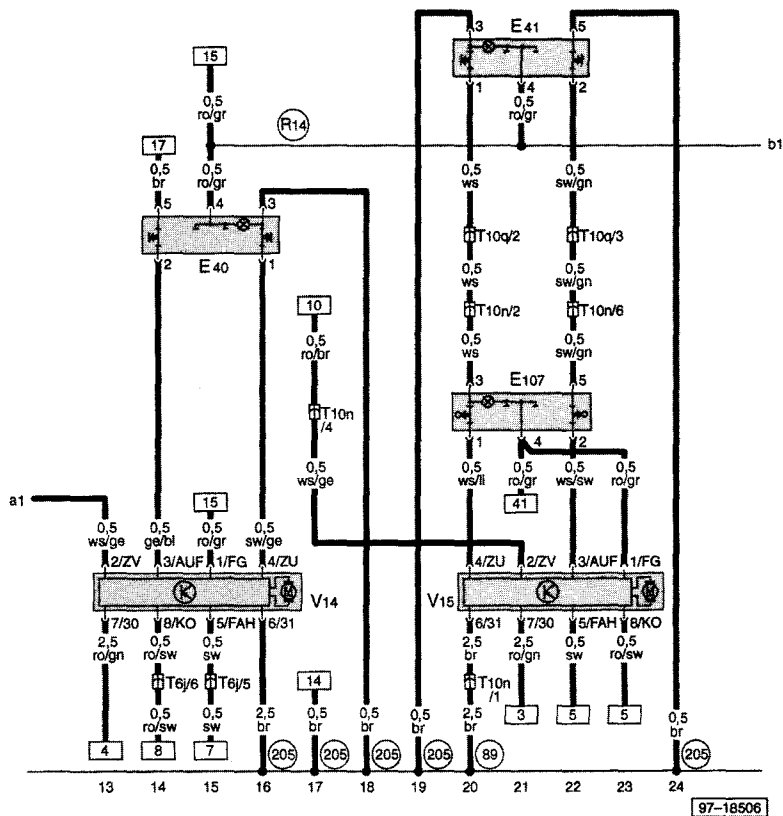 3
E 41
5
15
1
4
2
0,5
ro/gr
0,5
ro/gr
R14
b1
17
0,5
br
0,5
ro/gr
0,5
ws
0,5
sw/gn
5
4
3
T10q/2
T10q/3
2
E 40
1
0,5
ws
0,5
sw/gn
10
T10n/2
T10n/6
0,5
ro/br
0,5
ws
0,5
sw/gn
3
E107
5
T10n
/4
1
4
2
0,5
ws/ge
0,5
ws/li
0,5
ro/gr
0,5
ws/sw
0,5
ro/gr
a1
15
41
0,5
ws/ge
0,5
ge/bl
0,5
ro/gr
0,5
sw/ge
2/ZV
3/AUF
1/FG
4/ZU
4/ZU
2/ZV
3/AUF
1/FG
K
M
V14
V15
K
M
7/30
8/KO
5/FAH
6/31
6/31
7/30
5/FAH
8/KO
2,5
ro/gn
0,5
ro/sw
0,5
sw
2,5
br
2,5
ro/gn
0,5
sw
0,5
ro/sw
T6j/6
T6j/5
14
T10n
/1
3
5
5
0,5
ro/sw
0,5
sw
2,5
br
0,5
br
0,5
br
0,5
br
2,5
br
0,5
br
4
8
7
205
205
205
205
89
205
13
14
15
16
17
18
19
20
21
22
23
24
97-18506